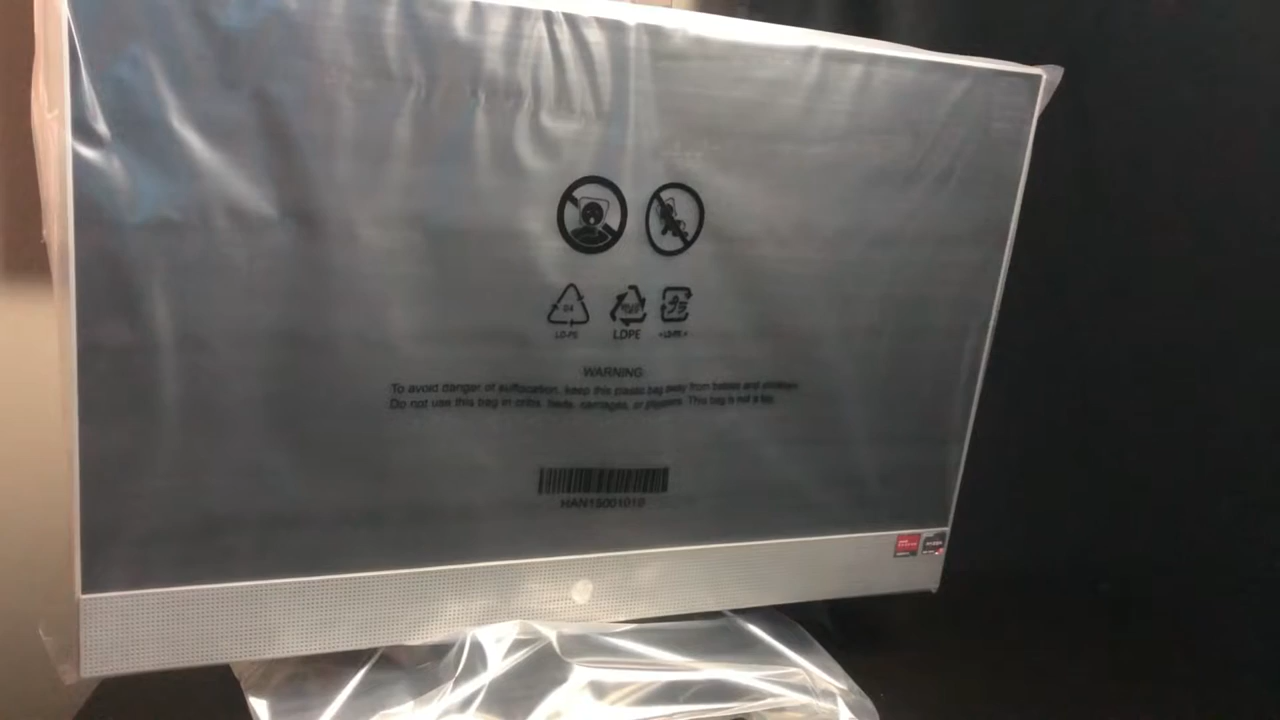 04
LD-PE LDPE
WARNING
To avoid danger of suffocation, keep this plastic bag away from babies and children.
Do not use this bag in cribs, beds, carriages, or playpens. This bag is not a toy.
HAN15001010
RYZEN